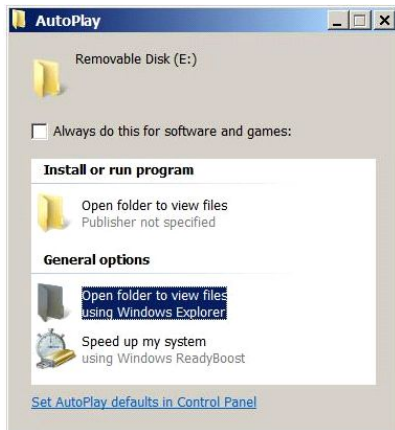 AutoPlay
Removable Disk (E:)
Always do this for software and games:
Install or run program
Open folder to view files
Publisher not specified
General options
Open folder to view files
using Windows Explorer
Speed up my system
using Windows ReadyBoost
Set AutoPlay defaults in Control Panel